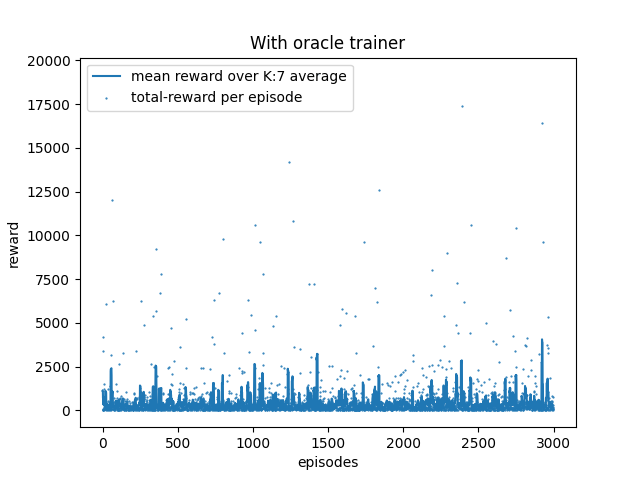 With oracle trainer
20000
17500
15000
12500
10000
7500
5000
2500
0
reward
mean reward over K:7 average
total-reward per episode
0 500 1000 1500 2000 2500 3000
episodes